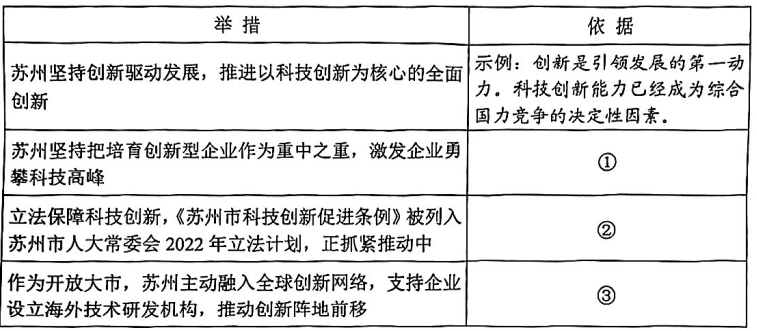 举 措
依 据
苏州坚持创新驱动发展，推进以科技创新为核心的全面
创新
示例：创新是引领发展的第一动
力。科技创新能力已经成为综合
国力竞争的决定性因素。
苏州坚持把培育创新型企业作为重中之重，激发企业勇
攀科技高峰
①
立法保障科技创新，《苏州市科技创新促进条例》被列入
苏州市人大常委会 2022 年立法计划，正抓紧推动中
②
作为开放大市，苏州主动融入全球创新网络，支持企业
设立海外技术研发机构，推动创新阵地前移
③